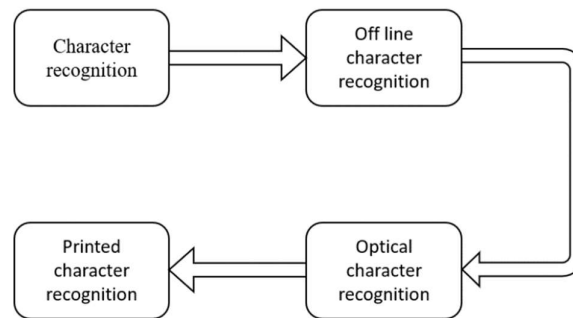 Character
recognition
Off line
character
recognition
Optical
character
recognition
Printed
character
recognition